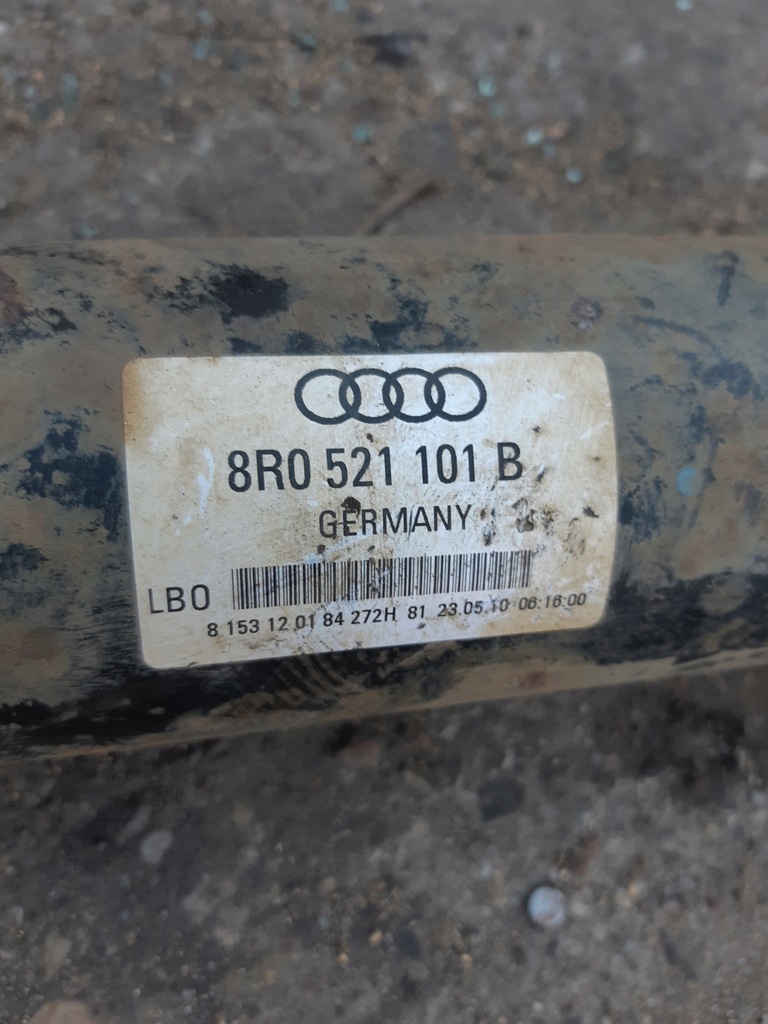 8R0 521 101 B
GERMANY
LBO
8 153 12 01 84 272H 81 23.05.10 06:16:00